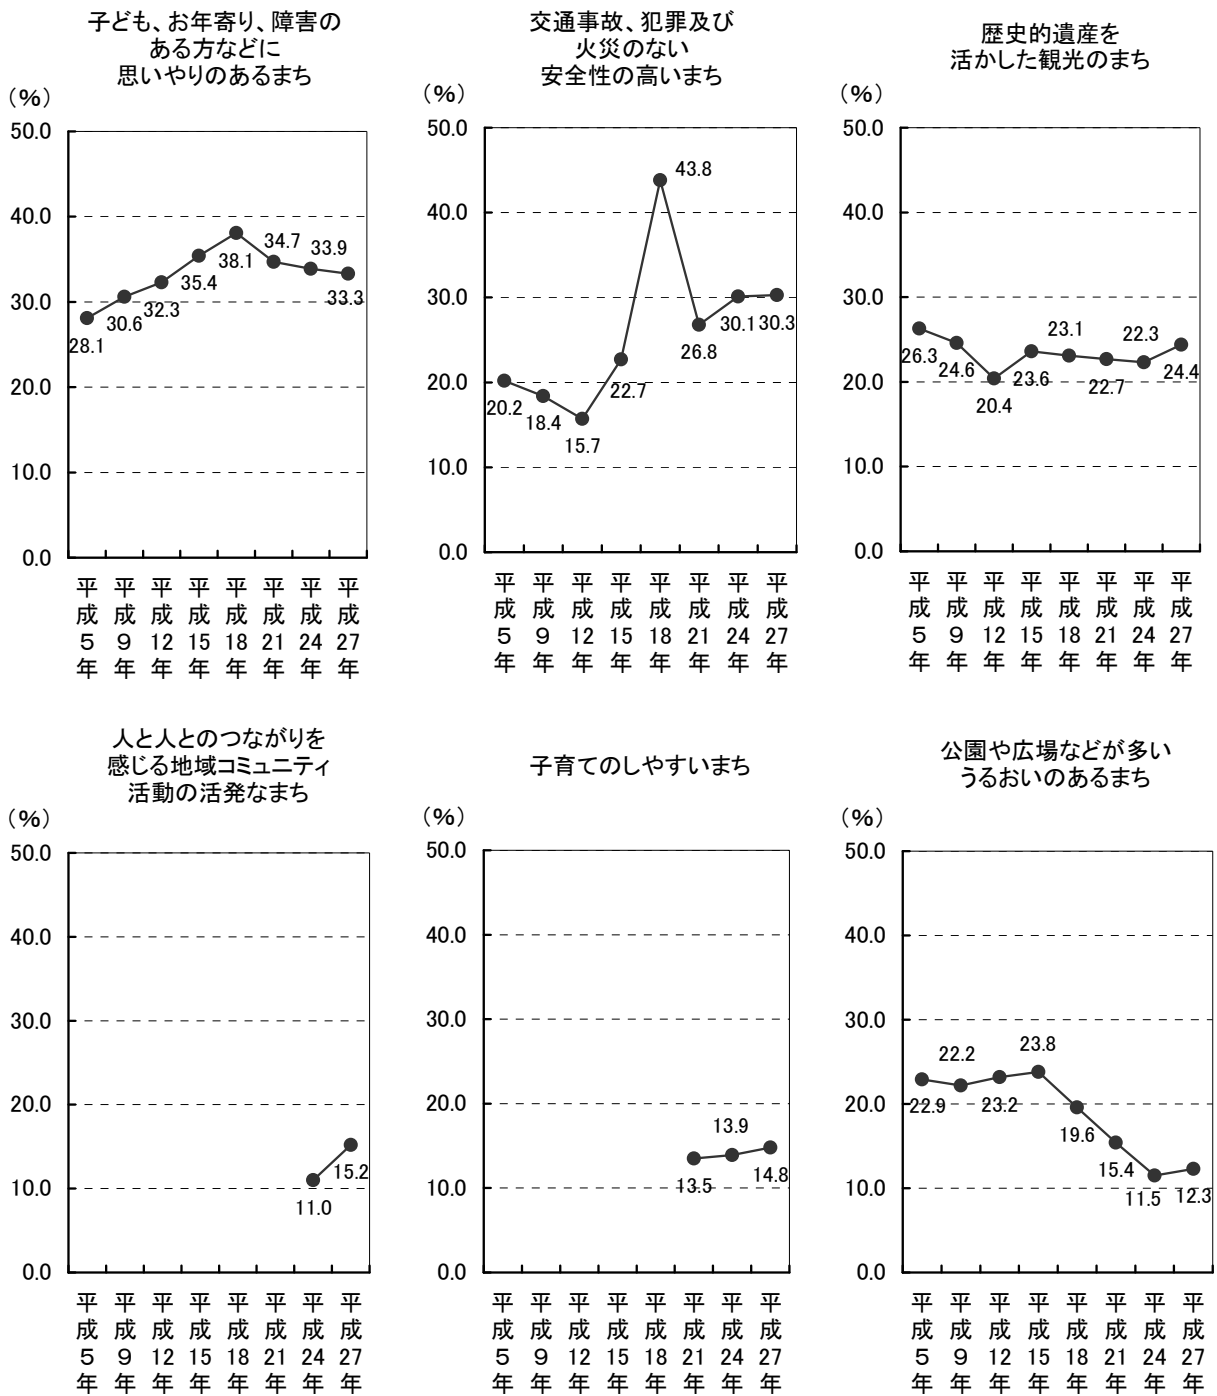 子ども、お年寄り、障害の
ある方などに
思いやりのあるまち
（％）
50.0
40.0
30.0
20.0
10.0
0.0
28.1
30.6
32.3
35.4
38.1
34.7
33.9
33.3
平成5年
平成9年
平成12年
平成15年
平成18年
平成21年
平成24年
平成27年
交通事故、犯罪及び
火災のない
安全性の高いまち
（％）
50.0
40.0
30.0
20.0
10.0
0.0
20.2
18.4
15.7
22.7
43.8
26.8
30.1
30.3
平成5年
平成9年
平成12年
平成15年
平成18年
平成21年
平成24年
平成27年
歴史的遺産を
活かした観光のまち
（％）
50.0
40.0
30.0
20.0
10.0
0.0
26.3
24.6
20.4
23.6
23.1
22.7
22.3
24.4
平成5年
平成9年
平成12年
平成15年
平成18年
平成21年
平成24年
平成27年
人と人とのつながりを
感じる地域コミュニティ
活動の活発なまち
（％）
50.0
40.0
30.0
20.0
10.0
0.0
11.0
15.2
平成5年
平成9年
平成12年
平成15年
平成18年
平成21年
平成24年
平成27年
子育てのしやすいまち
（％）
50.0
40.0
30.0
20.0
10.0
0.0
13.5
13.9
14.8
平成5年
平成9年
平成12年
平成15年
平成18年
平成21年
平成24年
平成27年
公園や広場などが多い
うるおいのあるまち
（％）
50.0
40.0
30.0
20.0
10.0
0.0
22.9
22.2
23.2
23.8
19.6
15.4
11.5
12.3
平成5年
平成9年
平成12年
平成15年
平成18年
平成21年
平成24年
平成27年